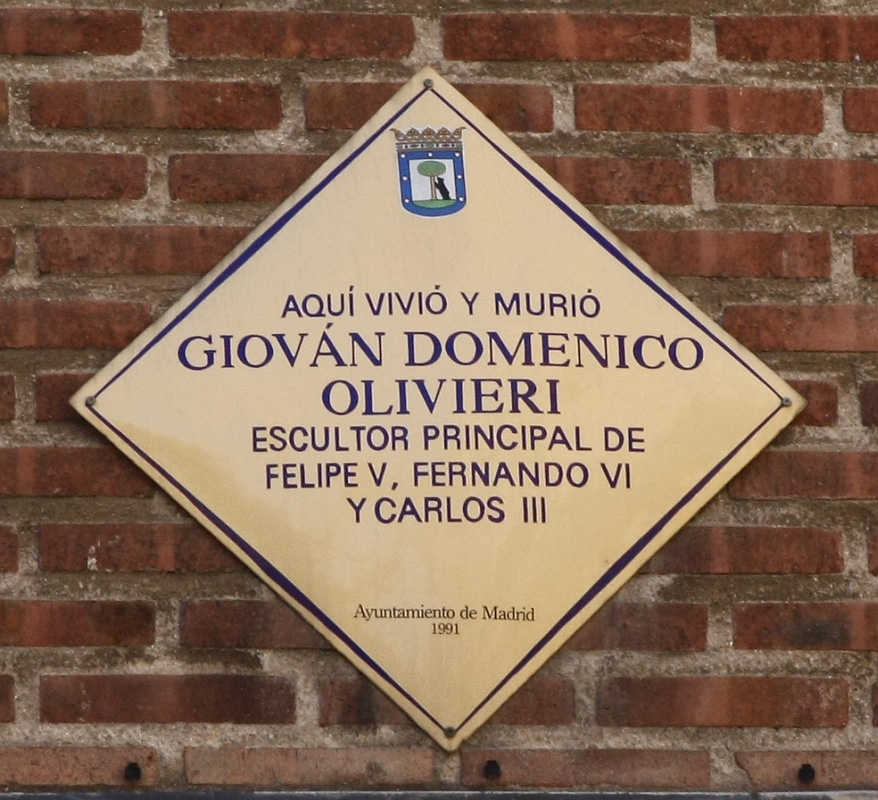 AQUÍ VIVIÓ Y MURIÓ
GIOVÁN DOMENICO
OLIVIERI
ESCULTOR PRINCIPAL DE
FELIPE V, FERNANDO VI
Y CARLOS III
Ayuntamiento de Madrid
1991